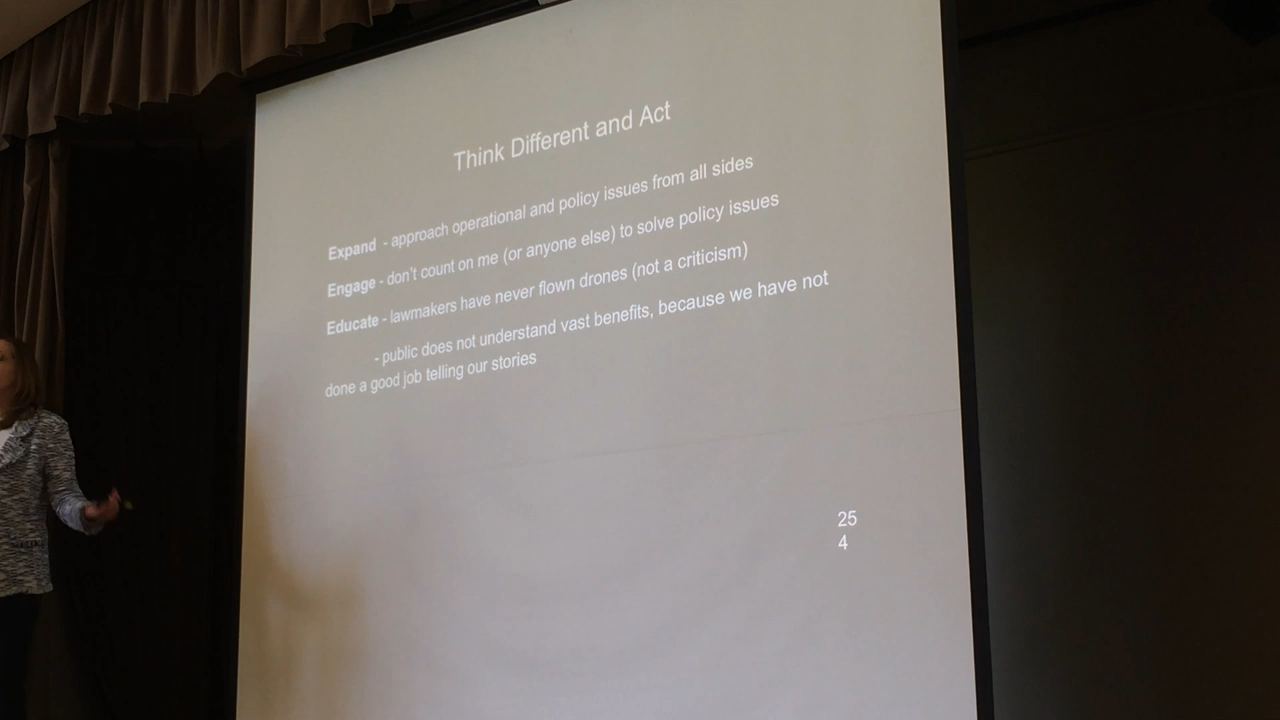 Think Different and Act
Expand - approach operational and policy issues from all sides
Engage - don't count on me (or anyone else) to solve policy issues
Educate - lawmakers have never flown drones (not a criticism)
- public does not understand vast benefits, because we have not
done a good job telling our stories
25
4